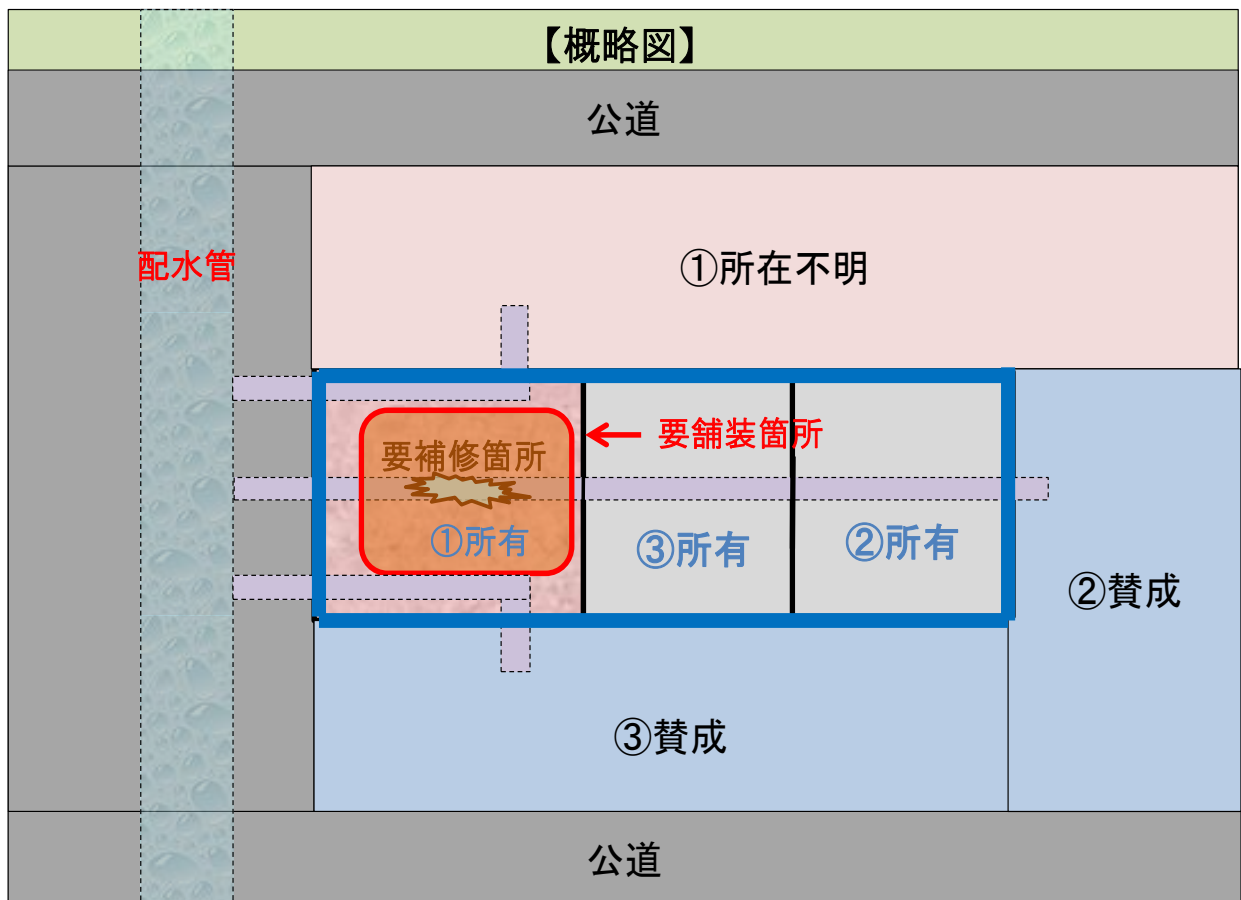 【概略図】
公道
配水管
①所在不明
要舗装箇所
要補修箇所
①所有
③所有
②所有
②賛成
③賛成
公道